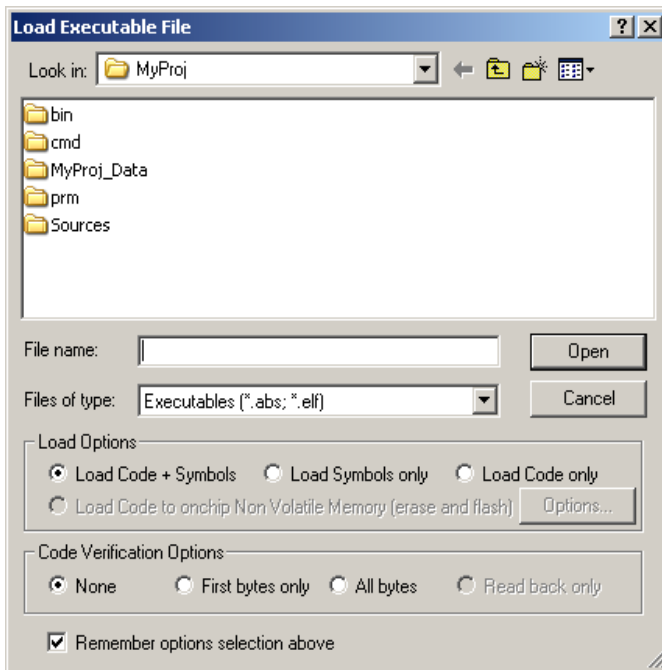 Load Executable File
Look in: MyProj
bin
cmd
MyProj_Data
prm
Sources
File name: Open
Files of type: Executables (*.abs; *.elf) Cancel
Load Options
Load Code + Symbols Load Symbols only Load Code only
Load Code to onchip Non Volatile Memory (erase and flash) Options...
Code Verification Options
None First bytes only All bytes Read back only
Remember options selection above